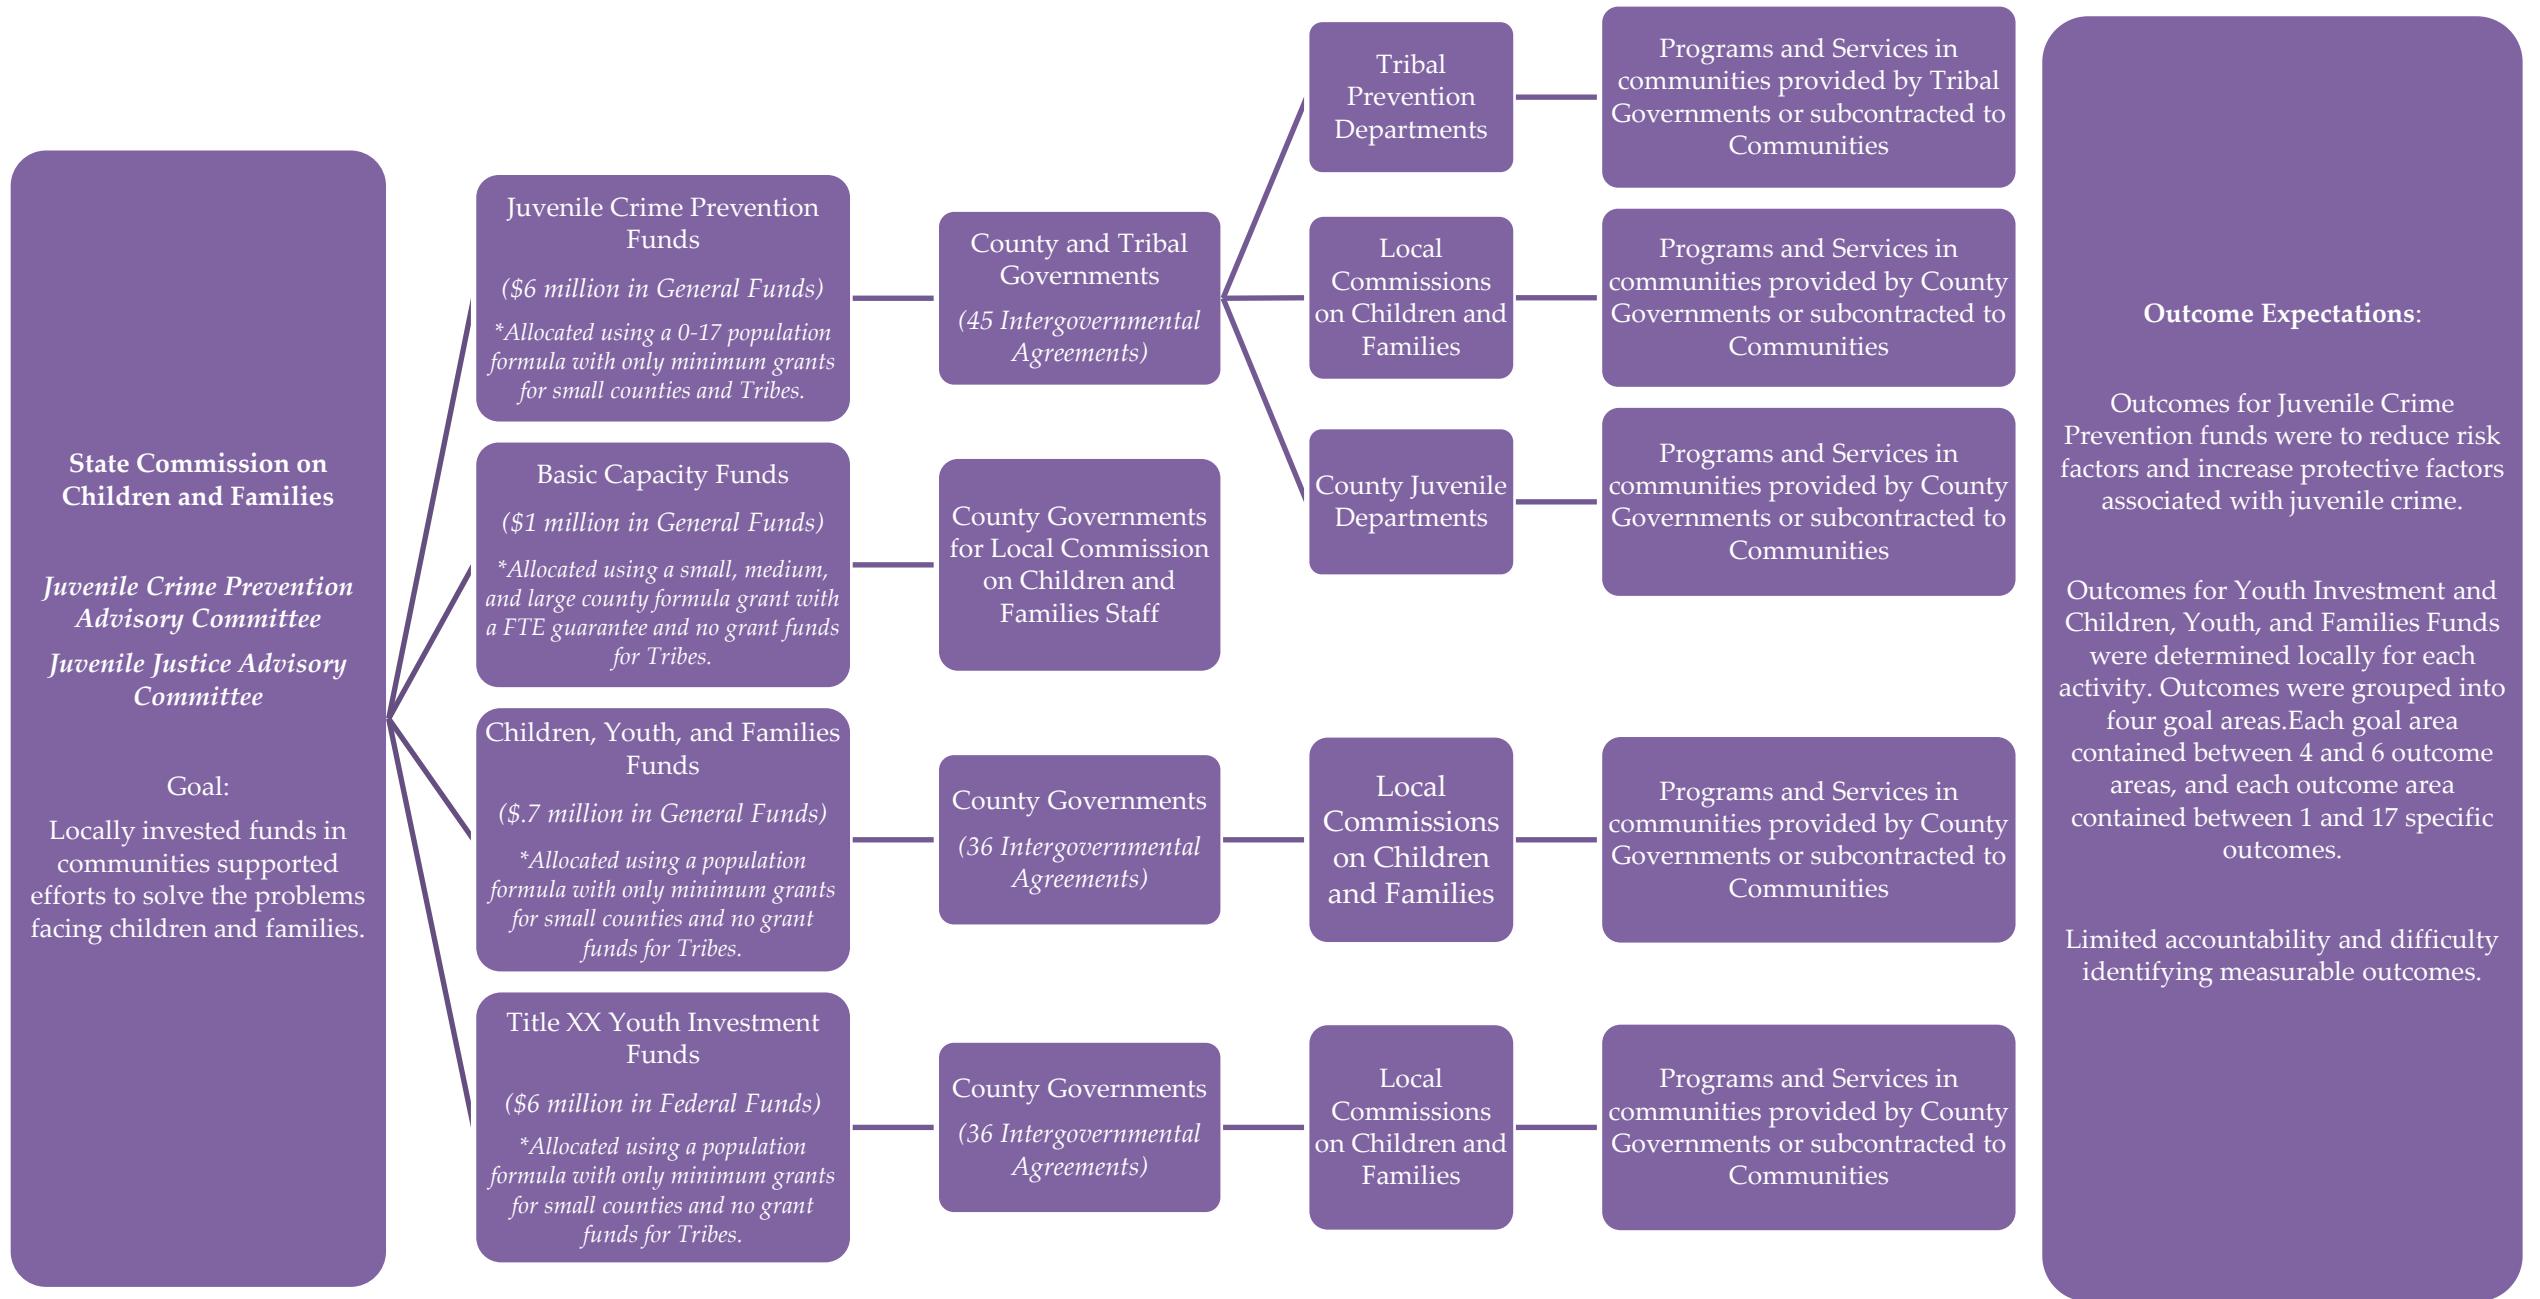 State Commission on
Children and Families
Juvenile Crime Prevention
Advisory Committee
Juvenile Justice Advisory
Committee
Goal:
Locally invested funds in
communities supported
efforts to solve the problems
facing children and families.
Juvenile Crime Prevention
Funds
($6 million in General Funds)
*Allocated using a 0-17 population
formula with only minimum grants
for small counties and Tribes.
Basic Capacity Funds
($1 million in General Funds)
*Allocated using a small, medium,
and large county formula grant with
a FTE guarantee and no grant funds
for Tribes.
Children, Youth, and Families
Funds
($.7 million in General Funds)
*Allocated using a population
formula with only minimum grants
for small counties and no grant
funds for Tribes.
Title XX Youth Investment
Funds
($6 million in Federal Funds)
*Allocated using a population
formula with only minimum grants
for small counties and no grant
funds for Tribes.
County and Tribal
Governments
(45 Intergovernmental
Agreements)
County Governments
for Local Commission
on Children and
Families Staff
County Governments
(36 Intergovernmental
Agreements)
County Governments
(36 Intergovernmental
Agreements)
Tribal
Prevention
Departments
Local
Commissions
on Children and
Families
County Juvenile
Departments
Local
Commissions
on Children
and Families
Local
Commissions
on Children and
Families
Programs and Services in
communities provided by Tribal
Governments or subcontracted to
Communities
Programs and Services in
communities provided by County
Governments or subcontracted to
Communities
Programs and Services in
communities provided by County
Governments or subcontracted to
Communities
Programs and Services in
communities provided by County
Governments or subcontracted to
Communities
Programs and Services in
communities provided by County
Governments or subcontracted to
Communities
Outcome Expectations:
Outcomes for Juvenile Crime
Prevention funds were to reduce risk
factors and increase protective factors
associated with juvenile crime.
Outcomes for Youth Investment and
Children, Youth, and Families Funds
were determined locally for each
activity. Outcomes were grouped into
four goal areas.Each goal area
contained between 4 and 6 outcome
areas, and each outcome area
contained between 1 and 17 specific
outcomes.
Limited accountability and difficulty
identifying measurable outcomes.